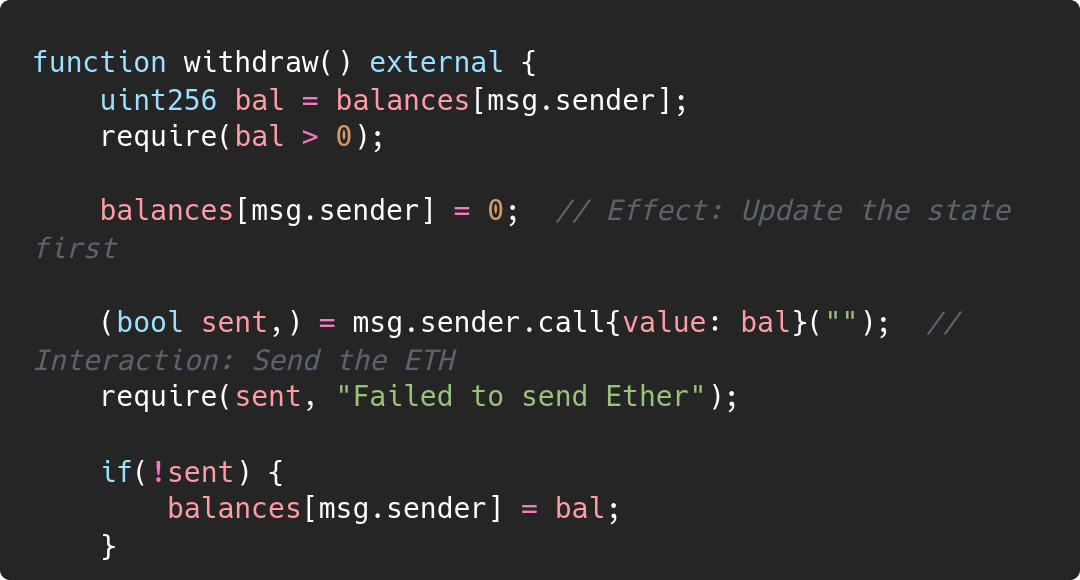 function withdraw() external {
    uint256 bal = balances[msg.sender];
    require(bal > 0);

    balances[msg.sender] = 0;  // Effect: Update the state
first

    (bool sent,) = msg.sender.call{value: bal}("");  //
Interaction: Send the ETH
    require(sent, "Failed to send Ether");

    if(!sent) {
        balances[msg.sender] = bal;
    }